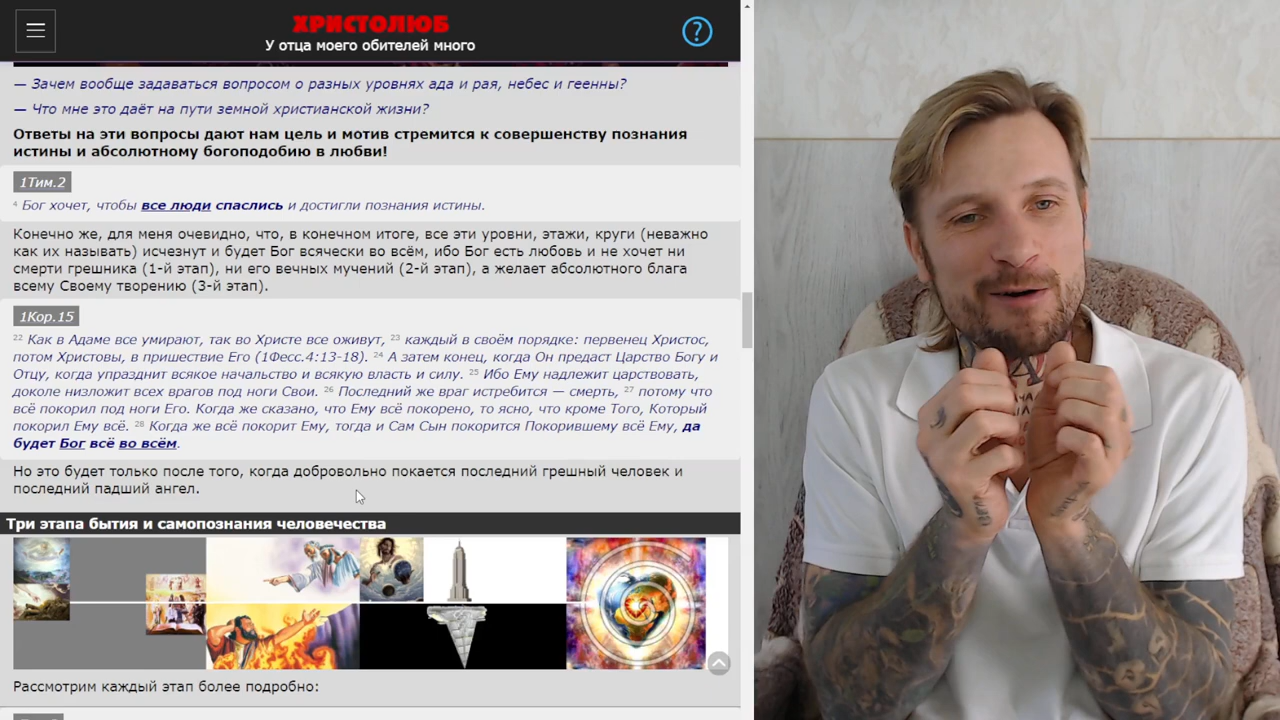 ХРИСТОЛЮБ
У отца моего обителей много
— Зачем вообще задаваться вопросом о разных уровнях ада и рая, небес и геенны?
— Что мне это даёт на пути земной христианской жизни?
Ответы на эти вопросы дают нам цель и мотив стремится к совершенству познания
истины и абсолютному богоподобию в любви!
1Тим.2
4 Бог хочет, чтобы все люди спаслись и достигли познания истины.
Конечно же, для меня очевидно, что, в конечном итоге, все эти уровни, этажи, круги (неважно
как их называть) исчезнут и будет Бог всячески во всём, ибо Бог есть любовь и не хочет ни
смерти грешника (1-й этап), ни его вечных мучений (2-й этап), а желает абсолютного блага
всему Своему творению (3-й этап).
1Кор.15
22 Как в Адаме все умирают, так во Христе все оживут, 23 каждый в своём порядке: первенец Христос,
потом Христовы, в пришествие Его (1Фесс.4:13-18). 24 А затем конец, когда Он предаст Царство Богу и
Отцу, когда упразднит всякое начальство и всякую власть и силу. 25 Ибо Ему надлежит царствовать,
доколе низложит всех врагов под ноги Свои. 26 Последний же враг истребится — смерть, 27 потому что
всё покорил под ноги Его. Когда же сказано, что Ему всё покорено, то ясно, что кроме Того, Который
покорил Ему всё. 28 Когда же всё покорит Ему, тогда и Сам Сын покорится Покорившему всё Ему, да
будет Бог всё во всём.
Но это будет только после того, когда добровольно покается последний грешный человек и
последний падший ангел.
Три этапа бытия и самопознания человечества
Рассмотрим каждый этап более подробно: